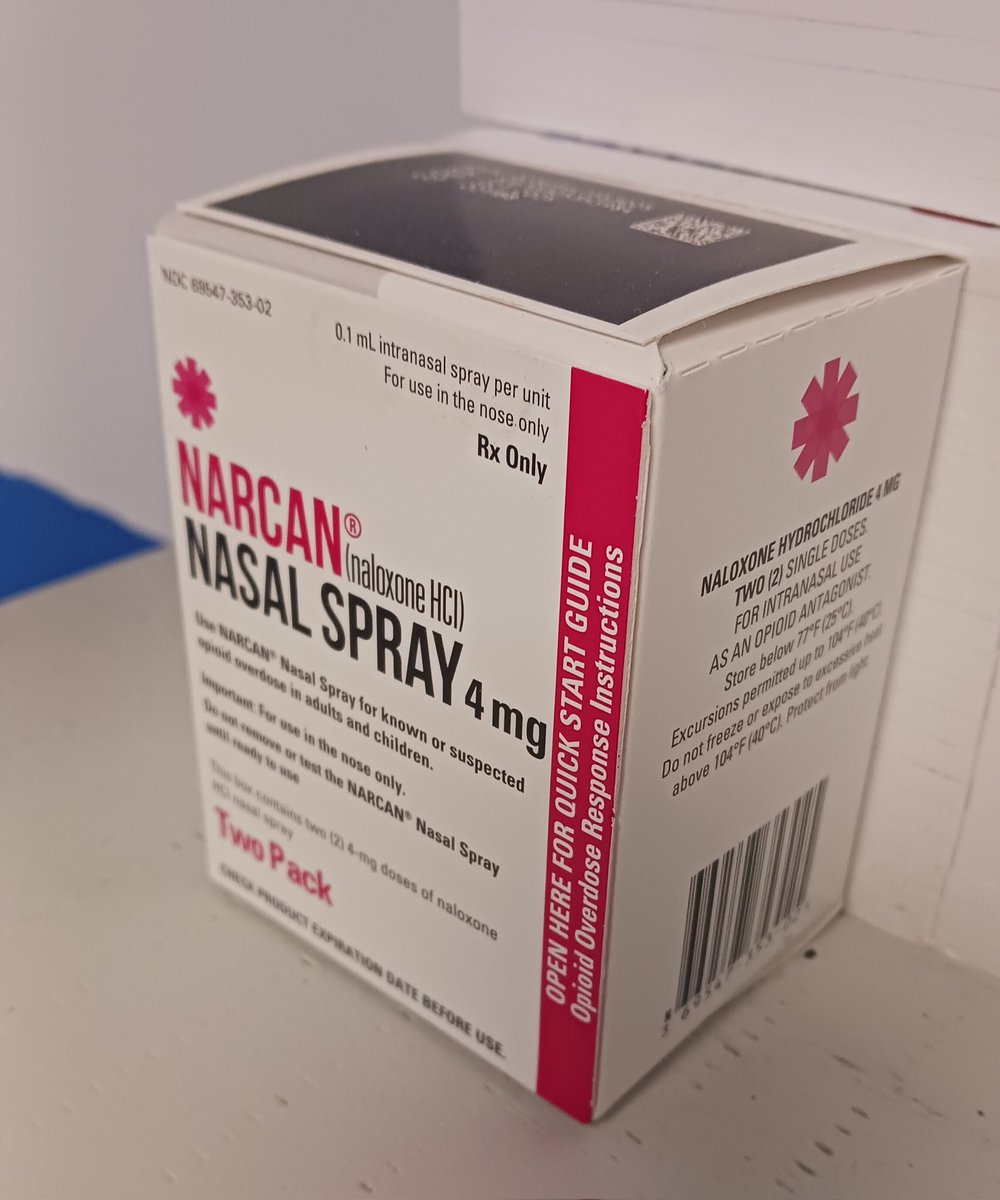 NDC 69547-353-02
0.1 mL intranasal spray per unit
For use in the nose only
Rx Only
NARCAN®
(naloxone HCl)
NASAL SPRAY 4 mg
Use NARCAN® Nasal Spray for known or suspected
opioid overdose in adults and children.
Important: For use in the nose only.
Do not remove or test the NARCAN® Nasal Spray
until ready to use
This box contains two (2) 4-mg doses of naloxone
HCl nasal spray
Two Pack
CHECK PRODUCT EXPIRATION DATE BEFORE USE.
OPEN HERE FOR QUICK START GUIDE
Opioid Overdose Response Instructions
NALOXONE HYDROCHLORIDE 4 MG
TWO (2) SINGLE DOSES.
FOR INTRANASAL USE
AS AN OPIOID ANTAGONIST.
Store below 77°F (25°C).
Excursions permitted up to 104°F (40°C).
Do not freeze or expose to excessive heat
above 104°F (40°C). Protect from light.